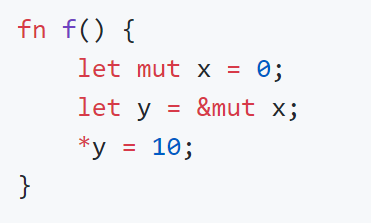 fn f() {
    let mut x = 0;
    let y = &mut x;
    *y = 10;
}